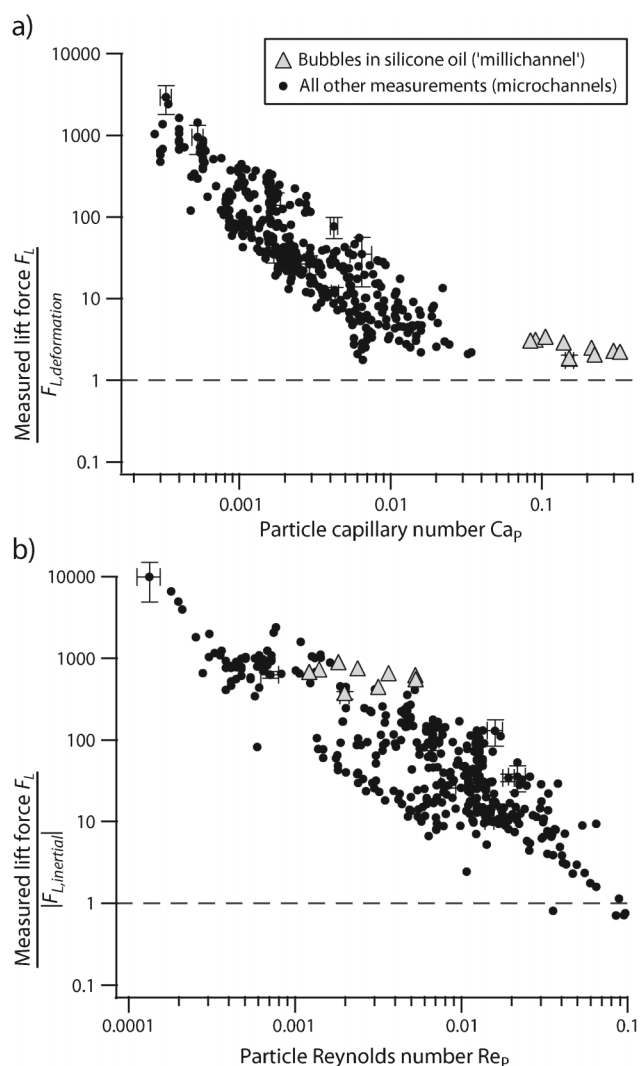 a)
Bubbles in silicone oil ('millichannel')
All other measurements (microchannels)
10000
1000
100
10
1
0.1
Measured lift force F_L
F_L,deformation
0.001
0.01
0.1
Particle capillary number Ca_P
b)
10000
1000
100
10
1
0.1
Measured lift force F_L
|F_L,inertial|
0.0001
0.001
0.01
0.1
Particle Reynolds number Re_P